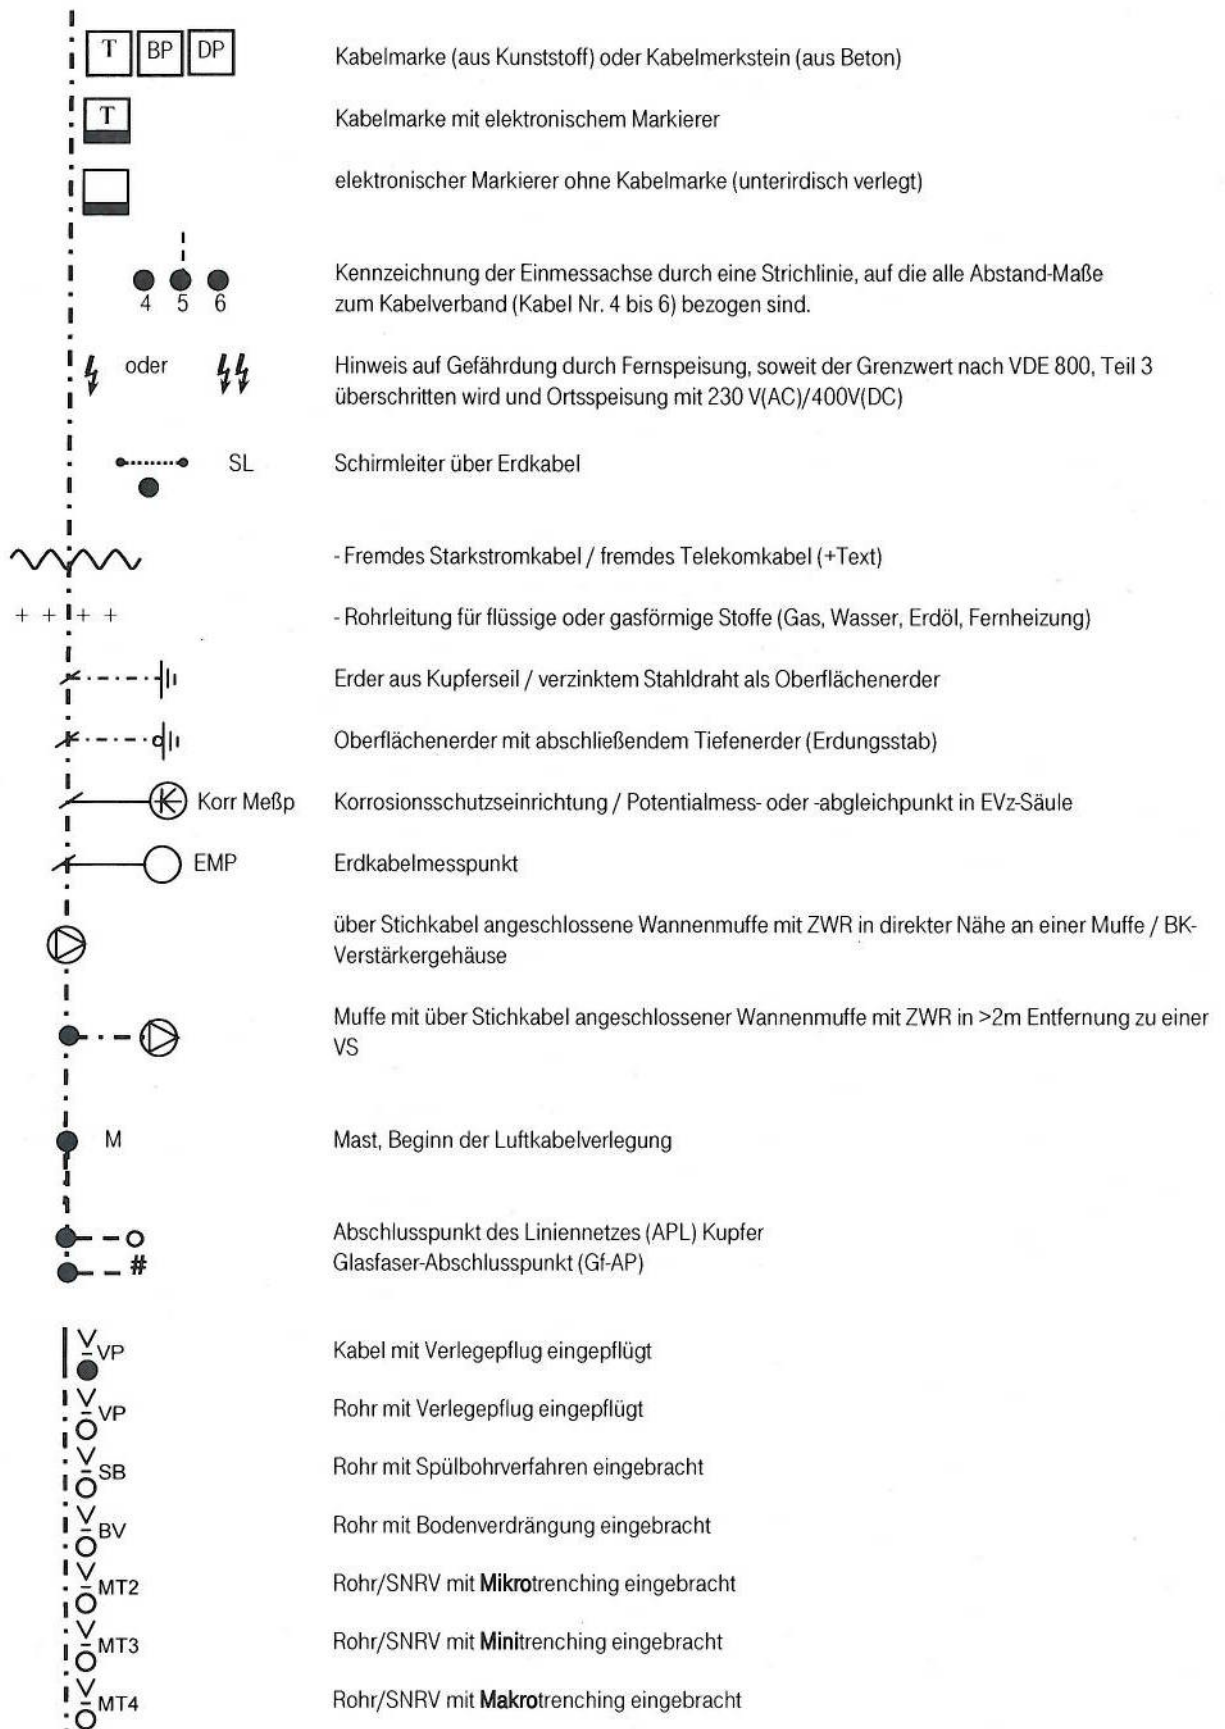 T BP DP Kabelmarke (aus Kunststoff) oder Kabelmerkstein (aus Beton)
T Kabelmarke mit elektronischem Markierer
elektronischer Markierer ohne Kabelmarke (unterirdisch verlegt)
Kennzeichnung der Einmessachse durch eine Strichlinie, auf die alle Abstand-Maße
4 5 6 zum Kabelverband (Kabel Nr. 4 bis 6) bezogen sind.
oder Hinweis auf Gefährdung durch Fernspeisung, soweit der Grenzwert nach VDE 800, Teil 3
überschritten wird und Ortsspeisung mit 230 V(AC)/400V(DC)
SL Schirmleiter über Erdkabel
- Fremdes Starkstromkabel / fremdes Telekomkabel (+Text)
+ + + + - Rohrleitung für flüssige oder gasförmige Stoffe (Gas, Wasser, Erdöl, Fernheizung)
Erder aus Kupferseil / verzinktem Stahldraht als Oberflächenerder
Oberflächenerder mit abschließendem Tiefenerder (Erdungsstab)
Korr Meßp Korrosionsschutzseinrichtung / Potentialmess- oder -abgleichpunkt in EVz-Säule
EMP Erdkabelmesspunkt
über Stichkabel angeschlossene Wannenmuffe mit ZWR in direkter Nähe an einer Muffe / BK-
Verstärkergehäuse
Muffe mit über Stichkabel angeschlossener Wannenmuffe mit ZWR in >2m Entfernung zu einer
VS
M Mast, Beginn der Luftkabelverlegung
Abschlusspunkt des Liniennetzes (APL) Kupfer
# Glasfaser-Abschlusspunkt (Gf-AP)
VP Kabel mit Verlegepflug eingepflügt
VP Rohr mit Verlegepflug eingepflügt
SB Rohr mit Spülbohrverfahren eingebracht
BV Rohr mit Bodenverdrängung eingebracht
MT2 Rohr/SNRV mit Mikrotrenching eingebracht
MT3 Rohr/SNRV mit Minitrenching eingebracht
MT4 Rohr/SNRV mit Makrotrenching eingebracht